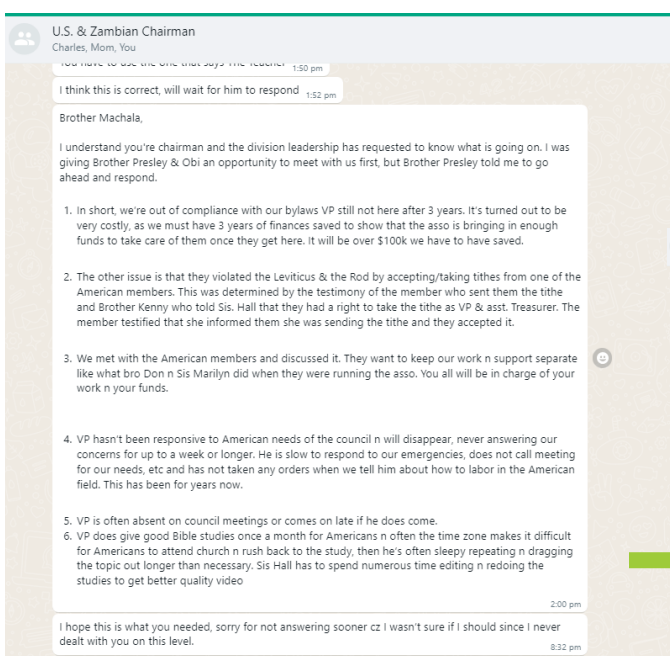 U.S. & Zambian Chairman
Charles, Mom, You
You have to use the one that says The Teacher 1:50 pm
I think this is correct, will wait for him to respond 1:52 pm
Brother Machala,
I understand you're chairman and the division leadership has requested to know what is going on. I was
giving Brother Presley & Obi an opportunity to meet with us first, but Brother Presley told me to go
ahead and respond.
1. In short, we're out of compliance with our bylaws VP still not here after 3 years. It's turned out to be
very costly, as we must have 3 years of finances saved to show that the asso is bringing in enough
funds to take care of them once they get here. It will be over $100k we have to have saved.
2. The other issue is that they violated the Leviticus & the Rod by accepting/taking tithes from one of the
American members. This was determined by the testimony of the member who sent them the tithe
and Brother Kenny who told Sis. Hall that they had a right to take the tithe as VP & asst. Treasurer. The
member testified that she informed them she was sending the tithe and they accepted it.
3. We met with the American members and discussed it. They want to keep our work n support separate
like what bro Don n Sis Marilyn did when they were running the asso. You all will be in charge of your
work n your funds.
4. VP hasn't been responsive to American needs of the council n will disappear, never answering our
concerns for up to a week or longer. He is slow to respond to our emergencies, does not call meeting
for our needs, etc and has not taken any orders when we tell him about how to labor in the American
field. This has been for years now.
5. VP is often absent on council meetings or comes on late if he does come.
6. VP does give good Bible studies once a month for Americans n often the time zone makes it difficult
for Americans to attend church n rush back to the study, then he's often sleepy repeating n dragging
the topic out longer than necessary. Sis Hall has to spend numerous time editing n redoing the
studies to get better quality video
2:00 pm
I hope this is what you needed, sorry for not answering sooner cz I wasn't sure if I should since I never
dealt with you on this level.
8:32 pm